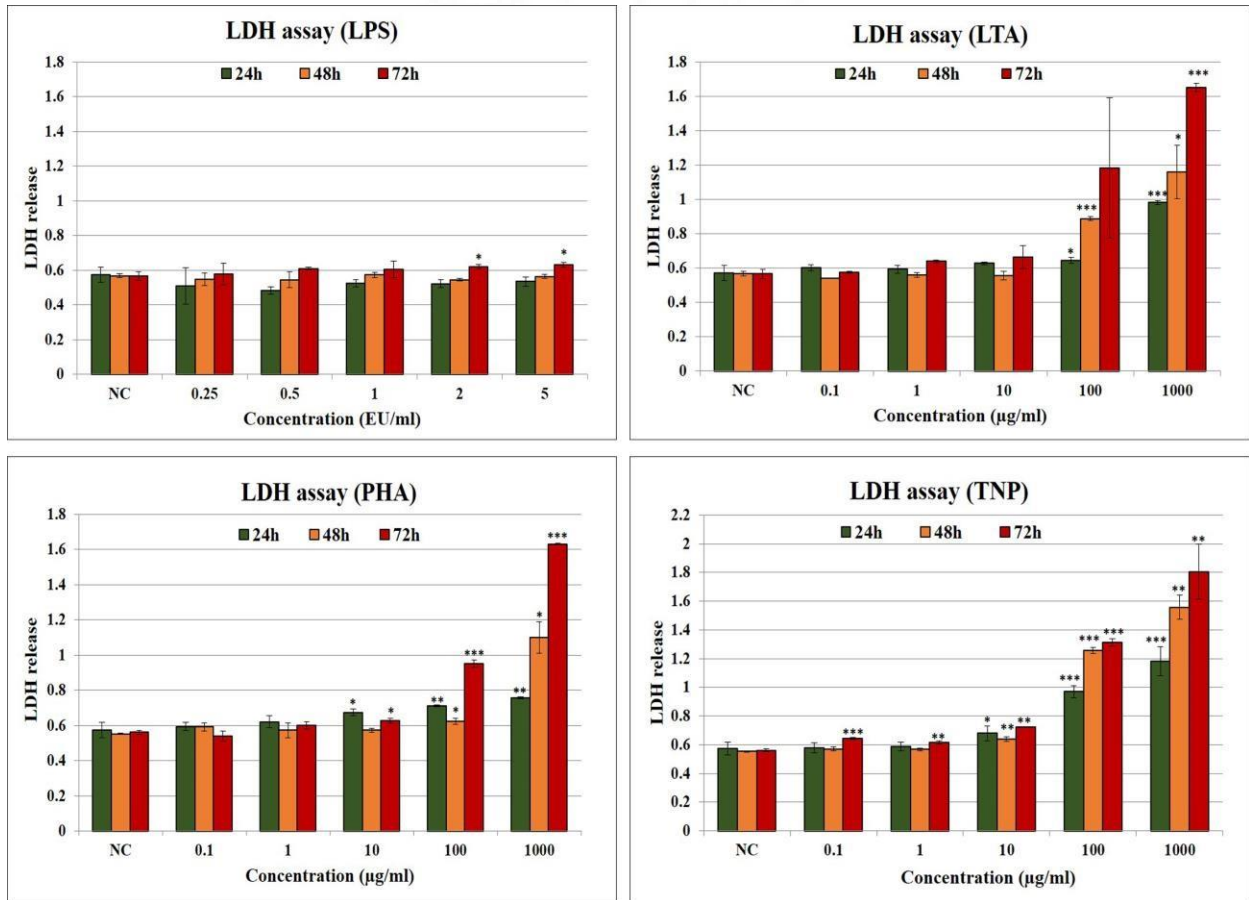 LDH assay (LPS)
24h 48h 72h
1.8
1.6
1.4
1.2
1
0.8
0.6
0.4
0.2
0
LDH release
* *
NC 0.25 0.5 1 2 5
Concentration (EU/ml)
LDH assay (LTA)
24h 48h 72h
1.8
1.6
1.4
1.2
1
0.8
0.6
0.4
0.2
0
LDH release
* *** *** * ***
NC 0.1 1 10 100 1000
Concentration (µg/ml)
LDH assay (PHA)
24h 48h 72h
1.8
1.6
1.4
1.2
1
0.8
0.6
0.4
0.2
0
LDH release
* * ** * *** ** * ***
NC 0.1 1 10 100 1000
Concentration (µg/ml)
LDH assay (TNP)
24h 48h 72h
2.2
2
1.8
1.6
1.4
1.2
1
0.8
0.6
0.4
0.2
0
LDH release
*** ** * ** ** *** *** *** *** ** **
NC 0.1 1 10 100 1000
Concentration (µg/ml)